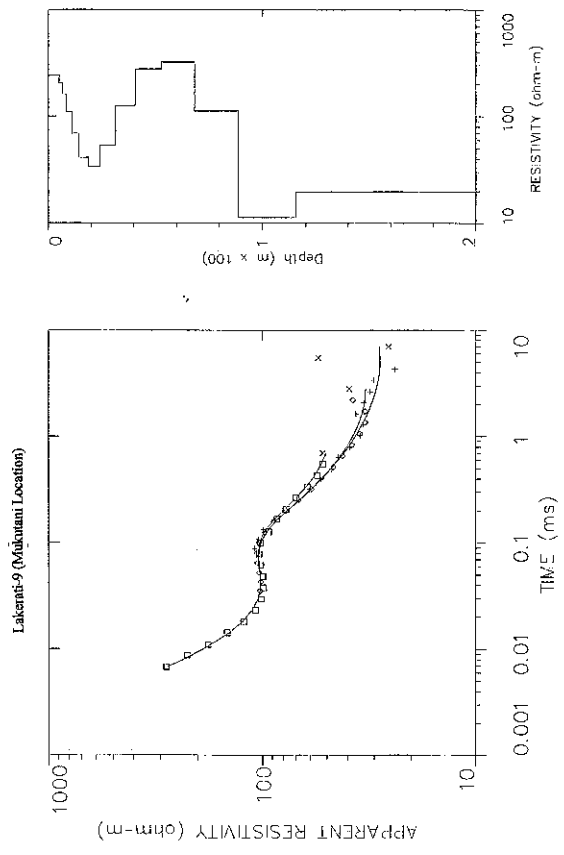 Lakerati-9 (Mukutani Location)
1000
100
10
APPARENT RESISTIVITY (ohm-m)
0.001
0.01
0.1
1
10
TIME (ms)
0
1
2
Depth (m x 100)
10
100
1000
RESISTIVITY (ohm-m)